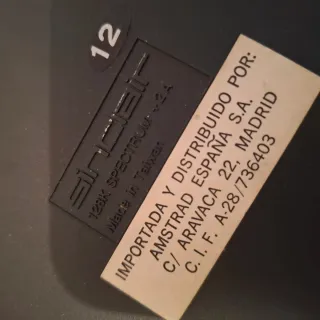 12
sinclair
128K SPECTRUM +2A
Made in Taiwan
IMPORTADA Y DISTRIBUIDO POR:
AMSTRAD ESPAÑA S.A.
C/ ARAVACA 22, MADRID
C. I. F. A-28/736403